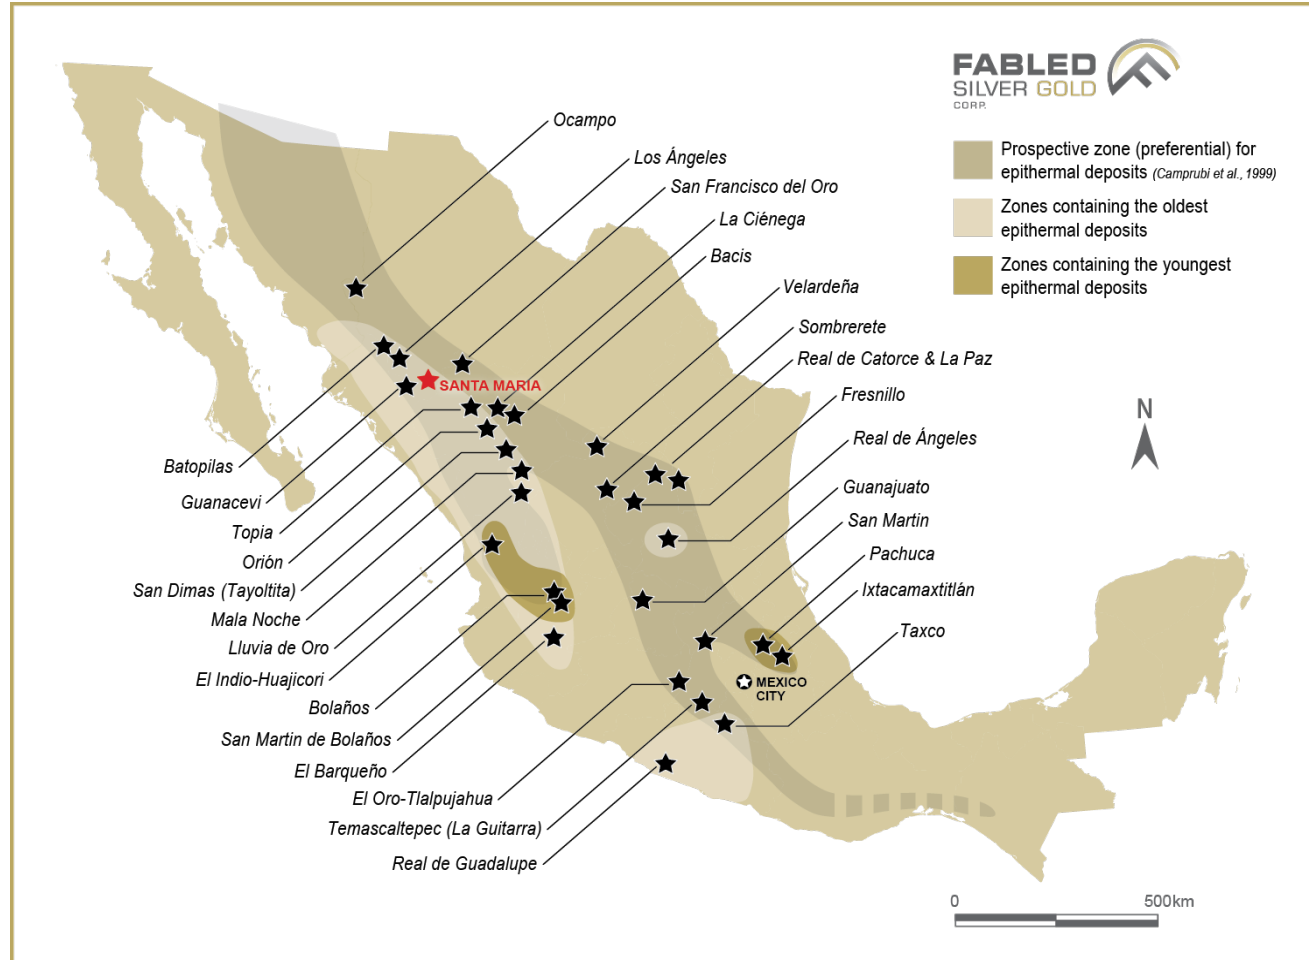 FABLED
SILVER GOLD
CORP.
Prospective zone (preferential) for
epithermal deposits (Camprubi et al., 1999)
Zones containing the oldest
epithermal deposits
Zones containing the youngest
epithermal deposits
Ocampo
Los Ángeles
San Francisco del Oro
La Ciénega
Bacis
Velardeña
Sombrerete
Real de Catorce & La Paz
Fresnillo
Real de Ángeles
Guanajuato
San Martin
Pachuca
Ixtacamaxtitlán
Taxco
SANTA MARIA
N
MEXICO
CITY
Batopilas
Guanacevi
Topia
Orión
San Dimas (Tayoltita)
Mala Noche
Lluvia de Oro
El Indio-Huajicori
Bolaños
San Martin de Bolaños
El Barqueño
El Oro-Tlalpujahua
Temascaltepec (La Guitarra)
Real de Guadalupe
0 500km